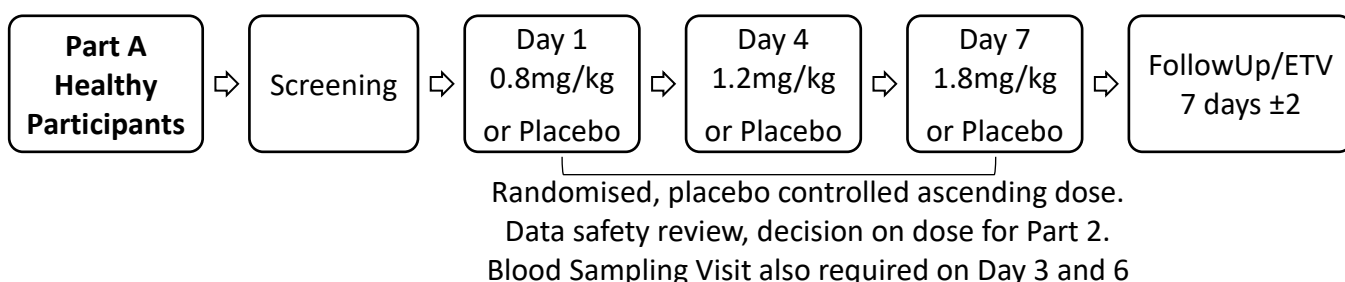 Part A
Healthy
Participants
Screening
Day 1
0.8mg/kg
or Placebo
Day 4
1.2mg/kg
or Placebo
Day 7
1.8mg/kg
or Placebo
FollowUp/ETV
7 days ±2
Randomised, placebo controlled ascending dose.
Data safety review, decision on dose for Part 2.
Blood Sampling Visit also required on Day 3 and 6